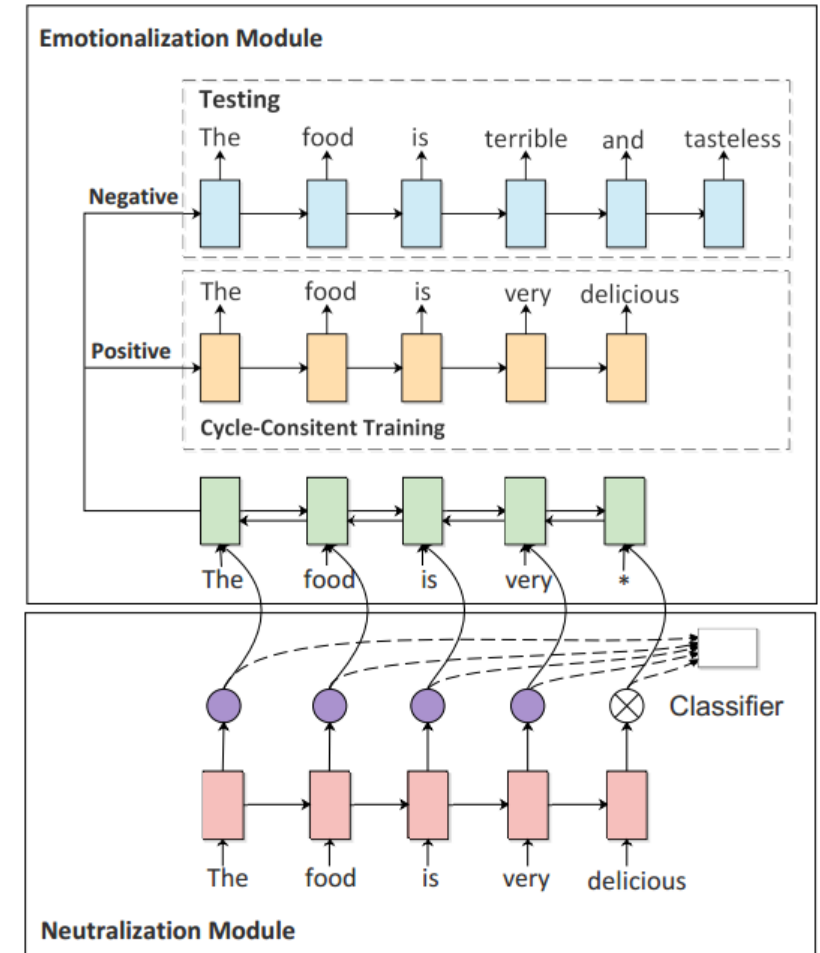 Emotionalization Module
Testing
The food is terrible and tasteless
Negative
The food is very delicious
Positive
Cycle-Consitent Training
The food is very *
Classifier
The food is very delicious
Neutralization Module